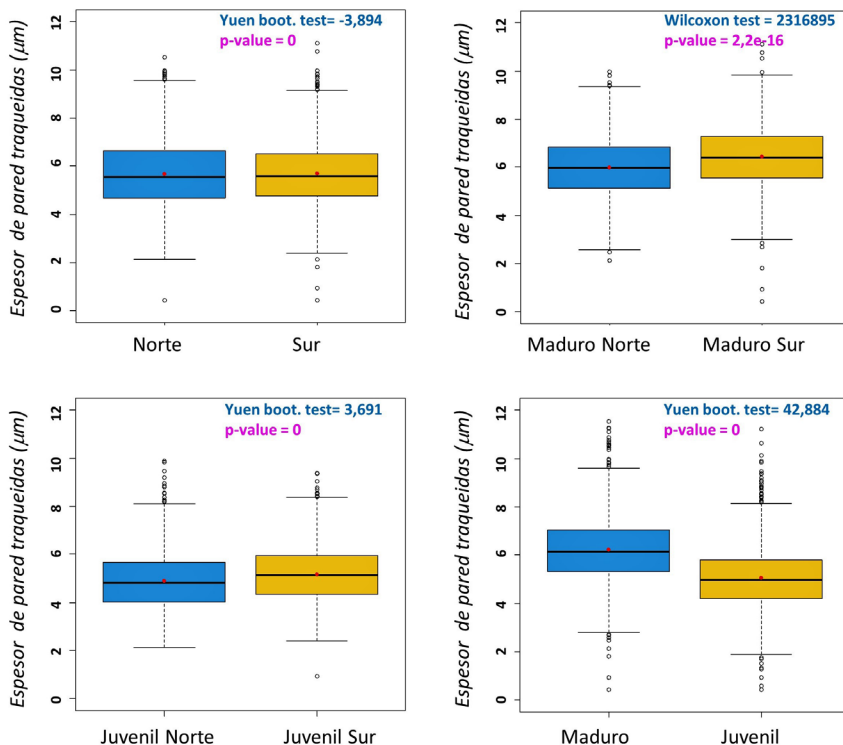 Yuen boot. test= -3,894
p-value = 0
Espesor de pared traqueidas (μm)
12
10
8
6
4
2
0
Norte
Sur
Wilcoxon test = 2316895
p-value = 2,2e-16
Espesor de pared traqueidas (μm)
12
10
8
6
4
2
0
Maduro Norte
Maduro Sur
Yuen boot. test= 3,691
p-value = 0
Espesor de pared traqueidas (μm)
12
10
8
6
4
2
0
Juvenil Norte
Juvenil Sur
Yuen boot. test= 42,884
p-value = 0
Espesor de pared traqueidas (μm)
12
10
8
6
4
2
0
Maduro
Juvenil